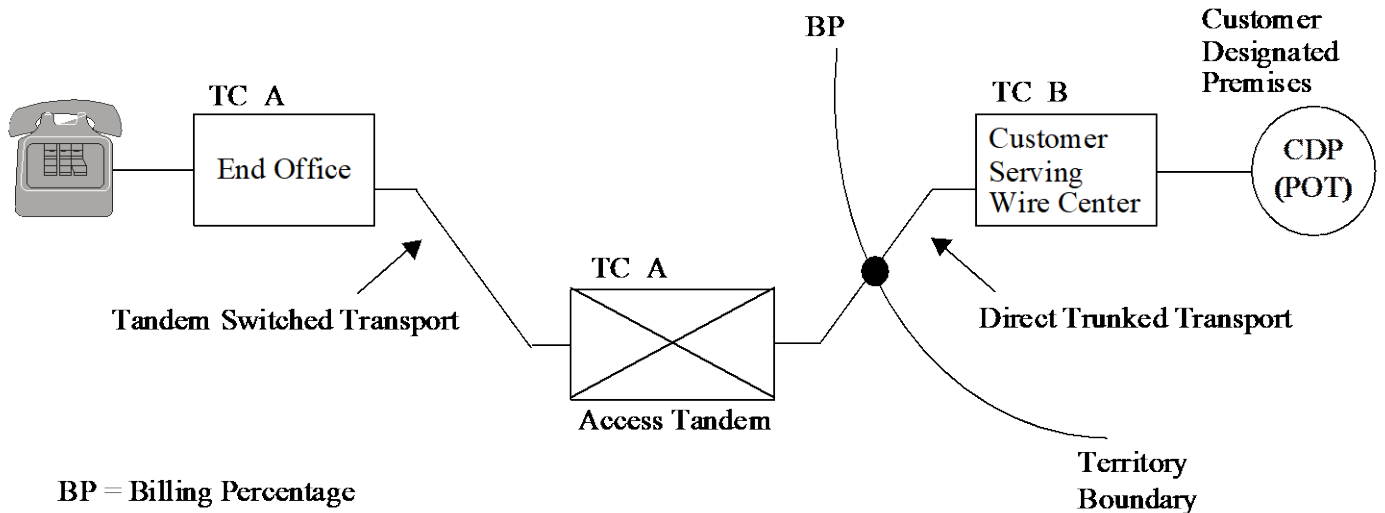 BP
Customer
Designated
Premises
TC A
End Office
TC B
Customer
Serving
Wire Center
CDP
(POT)
TC A
Tandem Switched Transport
Direct Trunked Transport
Access Tandem
Territory
Boundary
BP = Billing Percentage